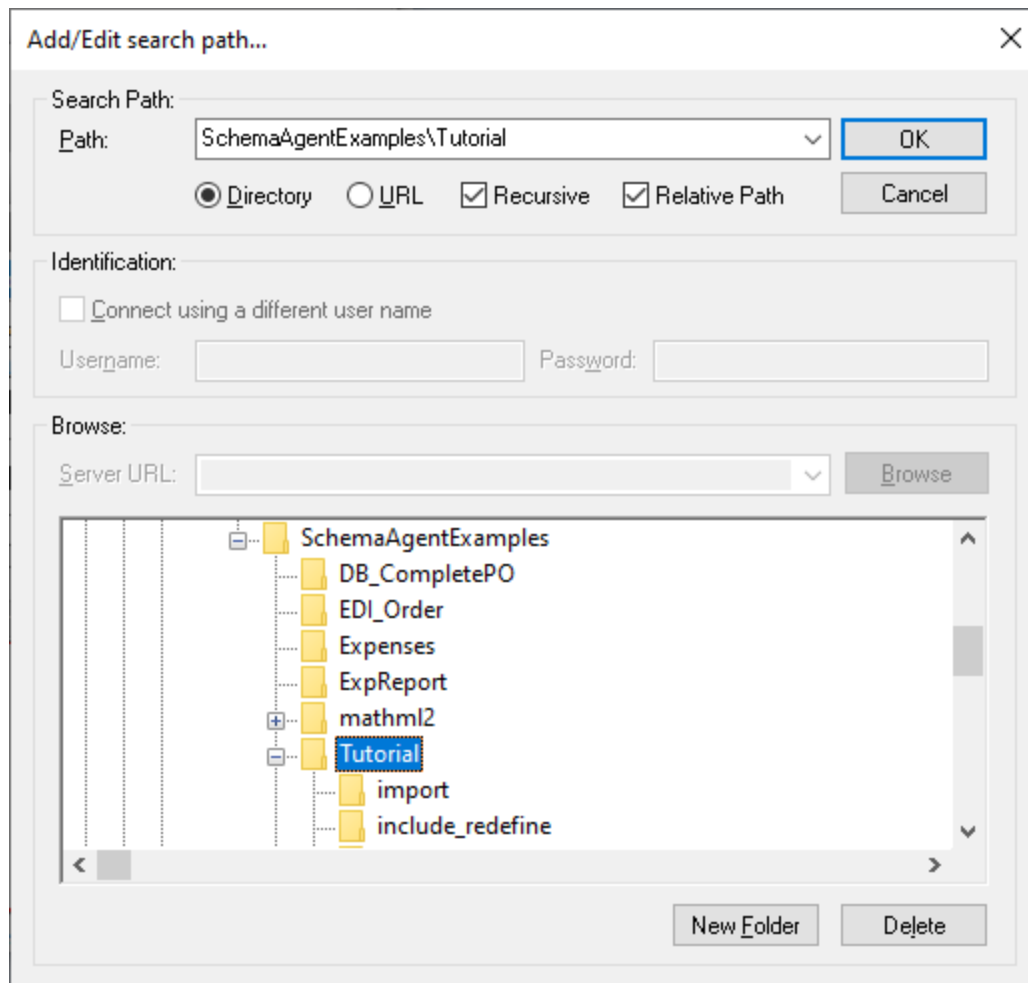 Add/Edit search path...
Search Path:
Path: SchemaAgentExamples\Tutorial OK
Directory URL Recursive Relative Path Cancel
Identification:
Connect using a different user name
Username: Password:
Browse:
Server URL: Browse
SchemaAgentExamples
DB_CompletePO
EDI_Order
Expenses
ExpReport
mathml2
Tutorial
import
include_redefine
New Folder Delete